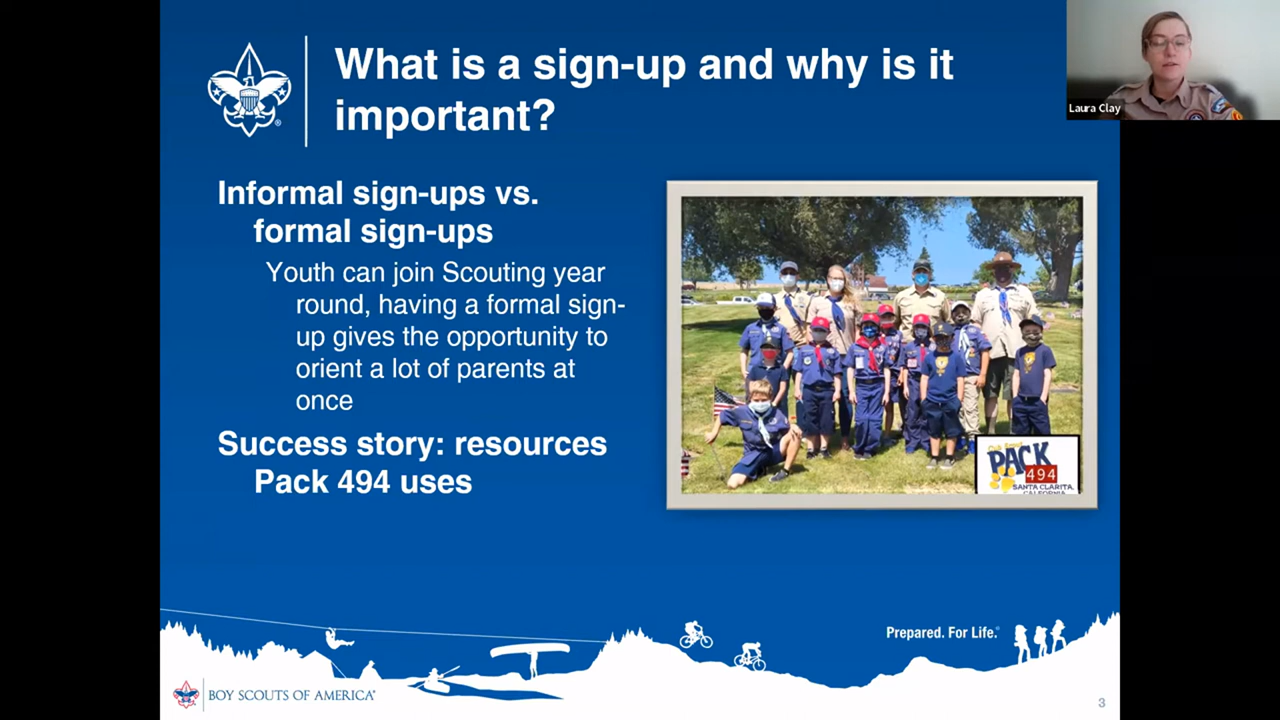 What is a sign-up and why is it
important?
Laura Clay
Informal sign-ups vs.
formal sign-ups
Youth can join Scouting year
round, having a formal sign-
up gives the opportunity to
orient a lot of parents at
once
Success story: resources
Pack 494 uses
PACK
494
SANTA CLARITA,
CALIFORNIA
Prepared. For Life.®
BOY SCOUTS OF AMERICA®
3